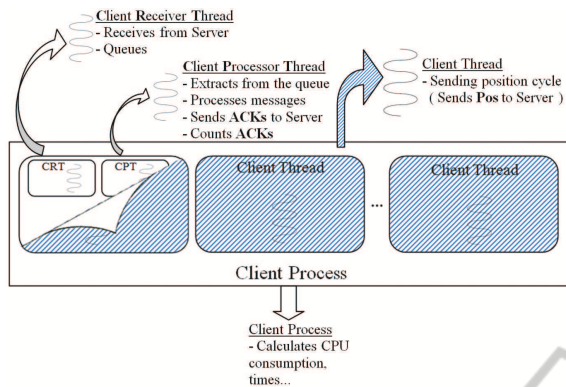 Client Receiver Thread
- Receives from Server
- Queues
Client Processor Thread
- Extracts from the queue
- Processes messages
- Sends ACKs to Server
- Counts ACKs
Client Thread
- Sending position cycle
( Sends Pos to Server )
CRT
CPT
Client Thread
...
Client Thread
Client Process
Client Process
- Calculates CPU
consumption,
times...